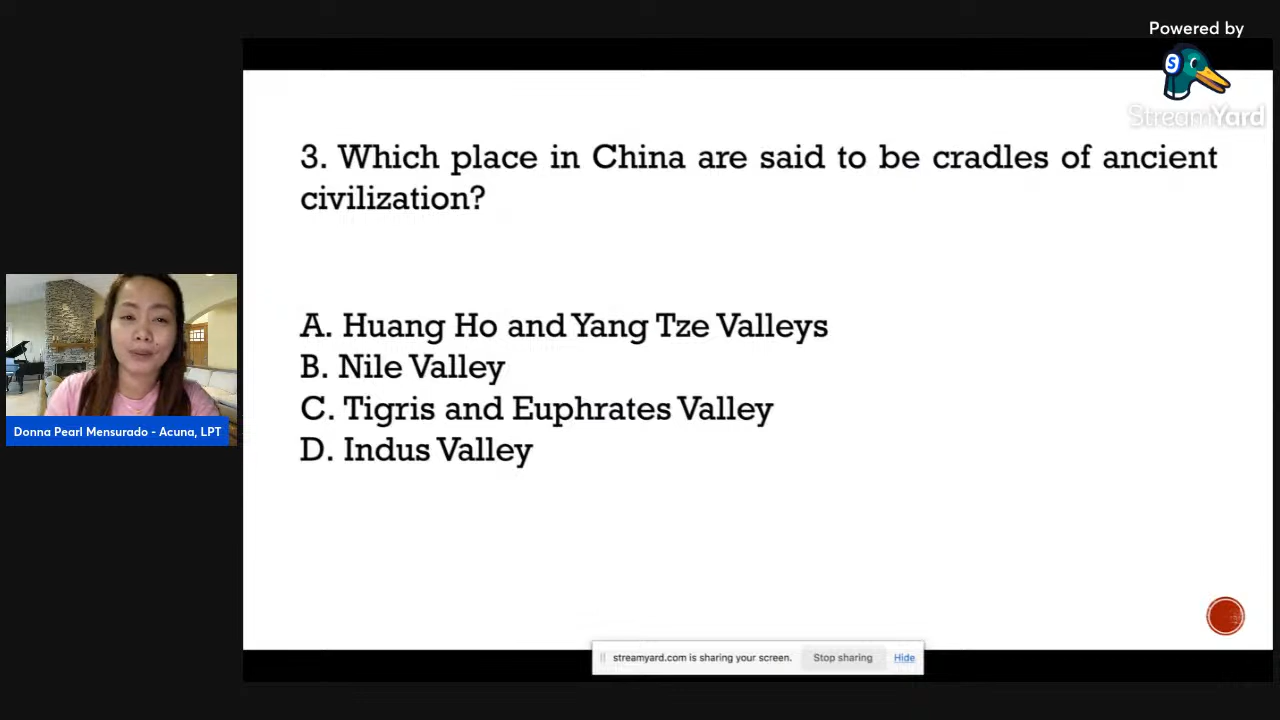 Powered by
S
StreamYard
3. Which place in China are said to be cradles of ancient
civilization?
A. Huang Ho and Yang Tze Valleys
B. Nile Valley
C. Tigris and Euphrates Valley
D. Indus Valley
Donna Pearl Mensurado - Acuna, LPT
streamyard.com is sharing your screen. Stop sharing Hide